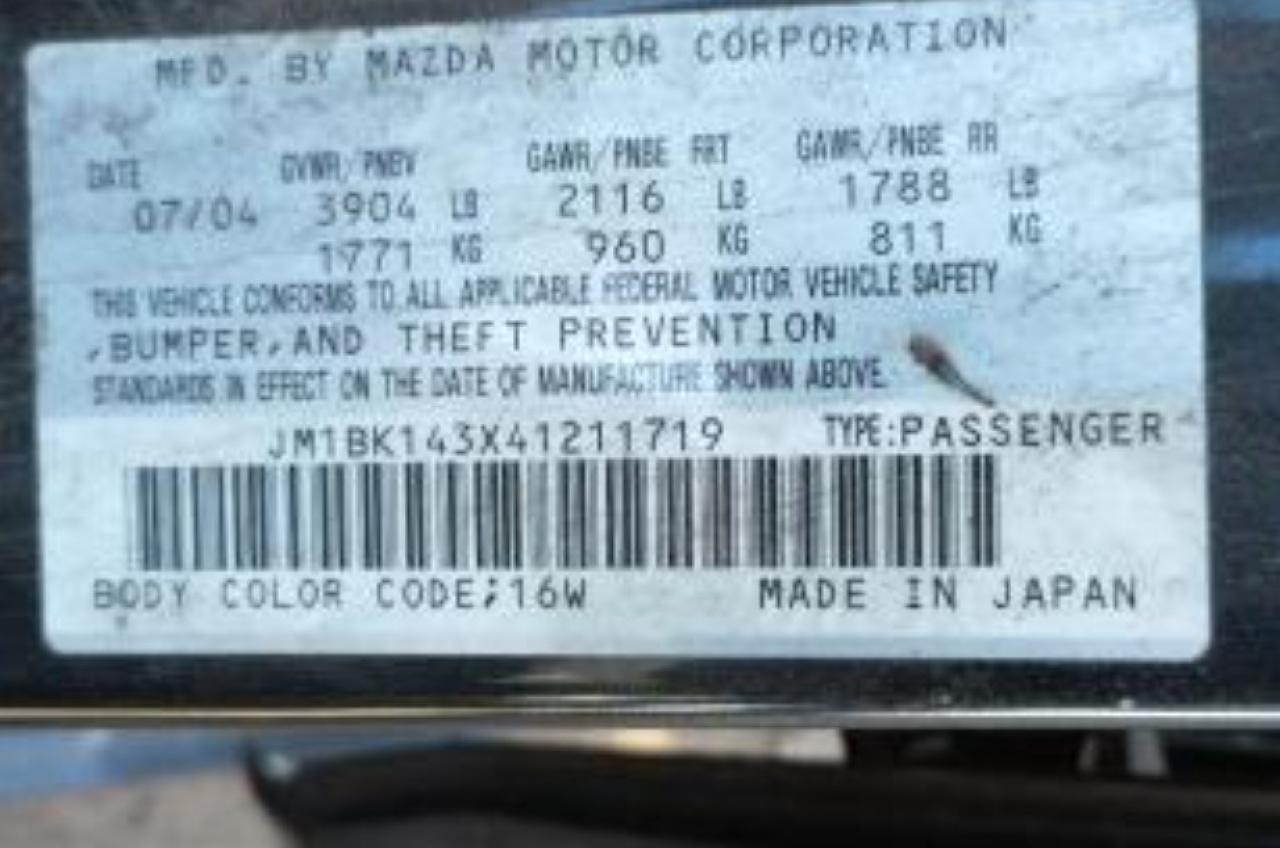 MFD. BY MAZDA MOTOR CORPORATION
DATE GVWR/PNBV GAWR/PNBE FRT GAWR/PNBE RR
07/04 3904 LB 2116 LB 1788 LB
1771 KG 960 KG 811 KG
THIS VEHICLE CONFORMS TO ALL APPLICABLE FEDERAL MOTOR VEHICLE SAFETY
,BUMPER,AND THEFT PREVENTION
STANDARDS IN EFFECT ON THE DATE OF MANUFACTURE SHOWN ABOVE.
JM1BK143X41211719 TYPE:PASSENGER
BODY COLOR CODE;16W MADE IN JAPAN